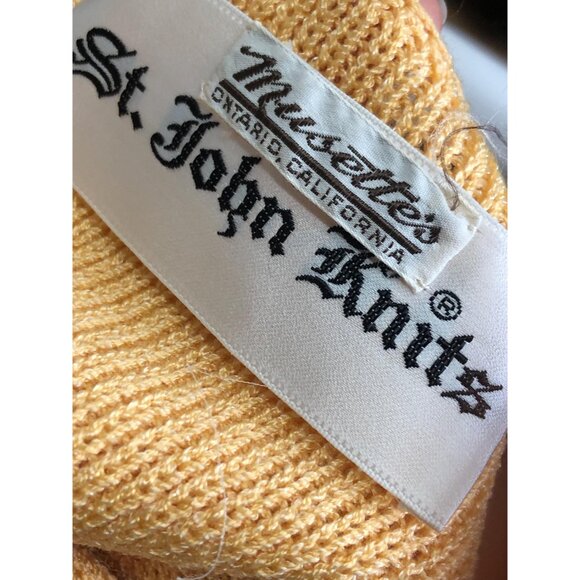 Musette's
ONTARIO, CALIFORNIA
St. John Knits®